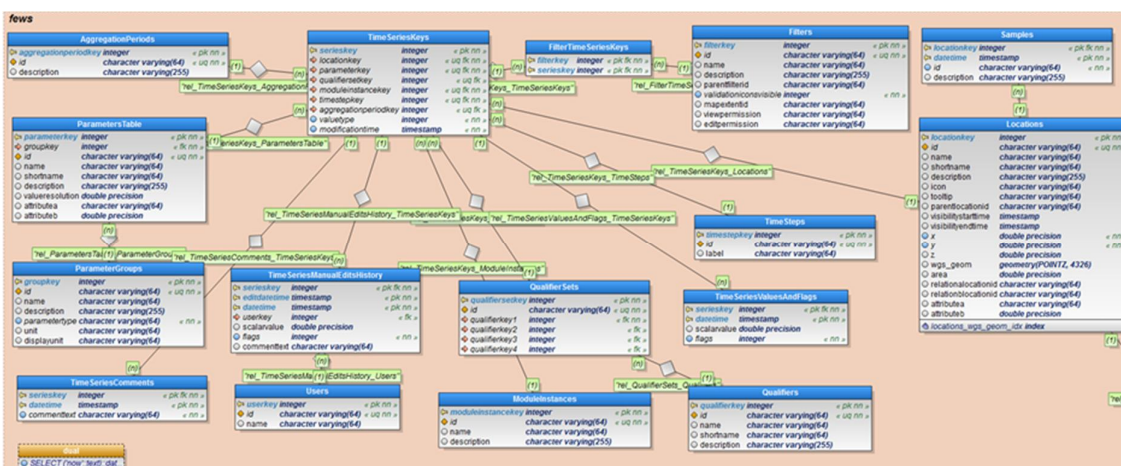 fews
AggregationPeriods
aggregationperiodkey integer « pk nn »
id character varying(64) « uq nn »
description character varying(255)
TimeSeriesKeys
serieskey integer « pk nn »
locationkey integer « uq fk nn »
parameterkey integer « uq fk nn »
qualifiersetkey integer « uq fk »
moduleinstancekey integer « uq fk nn »
timestepkey integer « uq fk nn »
aggregationperiodkey integer « uq fk »
valuetype integer « nn »
modificationtime timestamp « nn »
FilterTimeSeriesKeys
filterkey integer « pk fk nn »
serieskey integer « pk fk nn »
Filters
filterkey integer « pk nn »
id character varying(64) « uq nn »
name character varying(64)
description character varying(255)
parentfilterid character varying(64)
validationiconsvisible integer « nn »
mapextentid character varying(64)
viewpermission character varying(64)
editpermission character varying(64)
Samples
locationkey integer « pk fk nn »
datetime timestamp « pk nn »
id character varying(64) « nn »
description character varying(255)
ParametersTable
parameterkey integer « pk nn »
groupkey integer « fk nn »
id character varying(64) « uq nn »
name character varying(64)
shortname character varying(64)
description character varying(255)
valueresolution double precision
attributea character varying(64)
attributeb double precision
Locations
locationkey integer « pk nn
id character varying(64) « uq nn
name character varying(64)
shortname character varying(64)
description character varying(255)
icon character varying(64)
tooltip character varying(64)
parentlocationid character varying(64)
visibilitystarttime timestamp
visibilityendtime timestamp
x double precision « nn
y double precision « nn
z double precision
wgs_geom geometry(POINTZ, 4326)
area double precision
relationalocationid character varying(64)
relationblocationid character varying(64)
attributea character varying(64)
attributeb double precision
locations_wgs_geom_idx index
"rel_TimeSeriesKeys_TimeSteps"
"rel_TimeSeriesKeys_Locations"
"rel_TimeSeriesManualEditsHistory_TimeSeriesKeys"
"rel_TimeSeriesValuesAndFlags_TimeSeriesKeys"
TimeSteps
timestepkey integer « pk nn »
id character varying(64) « uq nn »
label character varying(64)
"rel_TimeSeriesComments_TimeSeriesKeys"
ParameterGroups
groupkey integer « pk nn »
id character varying(64) « uq nn »
name character varying(64)
description character varying(255)
parametertype character varying(64) « nn »
unit character varying(64)
displayunit character varying(64)
TimeSeriesManualEditsHistory
serieskey integer « pk fk nn »
editdatetime timestamp « pk nn »
datetime timestamp « pk nn »
userkey integer « fk »
scalarvalue double precision
flags integer « nn »
commenttext character varying(64)
QualifierSets
qualifiersetkey integer « pk nn »
id character varying(64) « uq nn »
qualifierkey1 integer « fk nn »
qualifierkey2 integer « fk »
qualifierkey3 integer « fk »
qualifierkey4 integer « fk »
TimeSeriesValuesAndFlags
serieskey integer « pk fk nn »
datetime timestamp « pk nn »
scalarvalue double precision
flags integer « nn »
TimeSeriesComments
serieskey integer « pk fk nn »
datetime timestamp « pk nn »
commenttext character varying(64) « nn »
Users
userkey integer « pk nn »
id character varying(64) « uq nn »
name character varying(64)
ModuleInstances
moduleinstancekey integer « pk nn »
id character varying(64) « uq nn »
name character varying(64)
description character varying(255)
Qualifiers
qualifierkey integer « pk nn »
id character varying(64) « uq nn »
name character varying(64)
shortname character varying(64)
description character varying(255)
dual
SELECT ('now'::text)::dat...